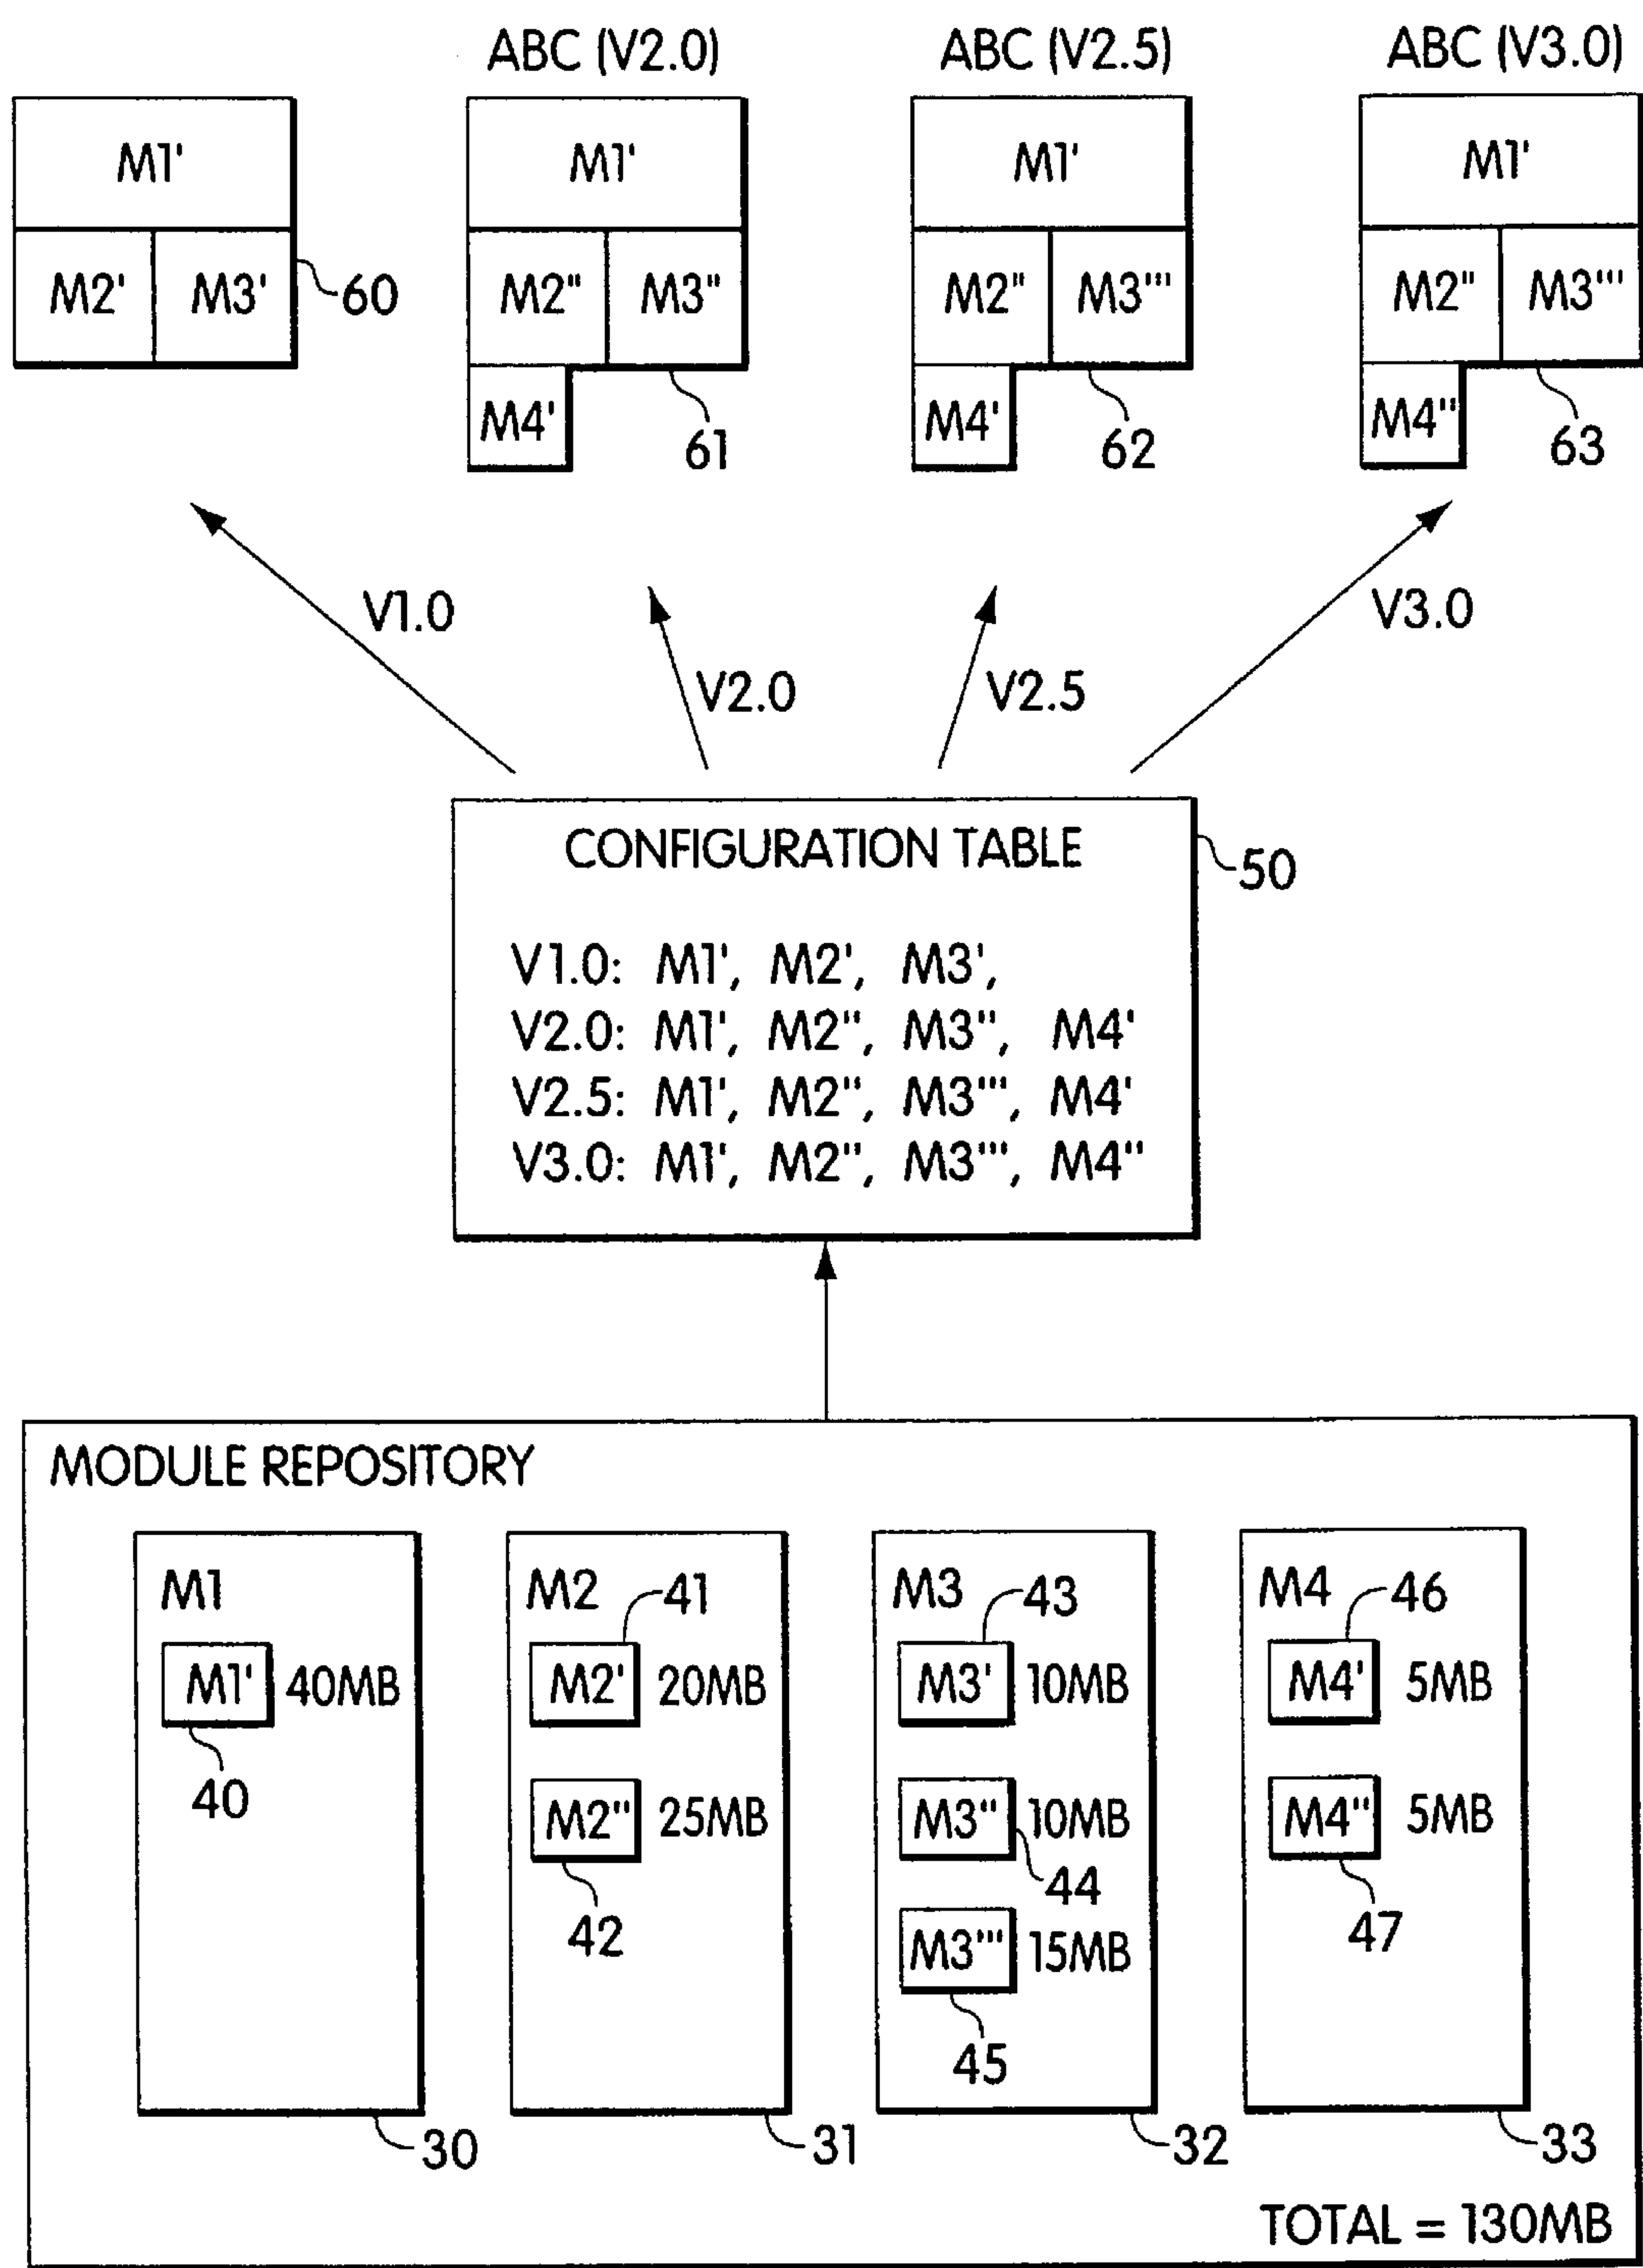 ABC (V2.0) ABC (V2.5) ABC (V3.0)
M1' M1' M1' M1'
M2' M3' 60 M2" M3" M2" M3''' M2" M3'''
M4' 61 M4' 62 M4" 63
V1.0 V3.0
V2.0 V2.5
CONFIGURATION TABLE 50
V1.0: M1', M2', M3',
V2.0: M1', M2", M3", M4'
V2.5: M1', M2", M3''', M4'
V3.0: M1', M2", M3''', M4"
MODULE REPOSITORY
M1 M2 41 M3 43 M4 46
M1' 40MB M2' 20MB M3' 10MB M4' 5MB
40 M2" 25MB M3" 10MB M4" 5MB
42 44 47
M3''' 15MB
45
30 31 32 33
TOTAL = 130MB